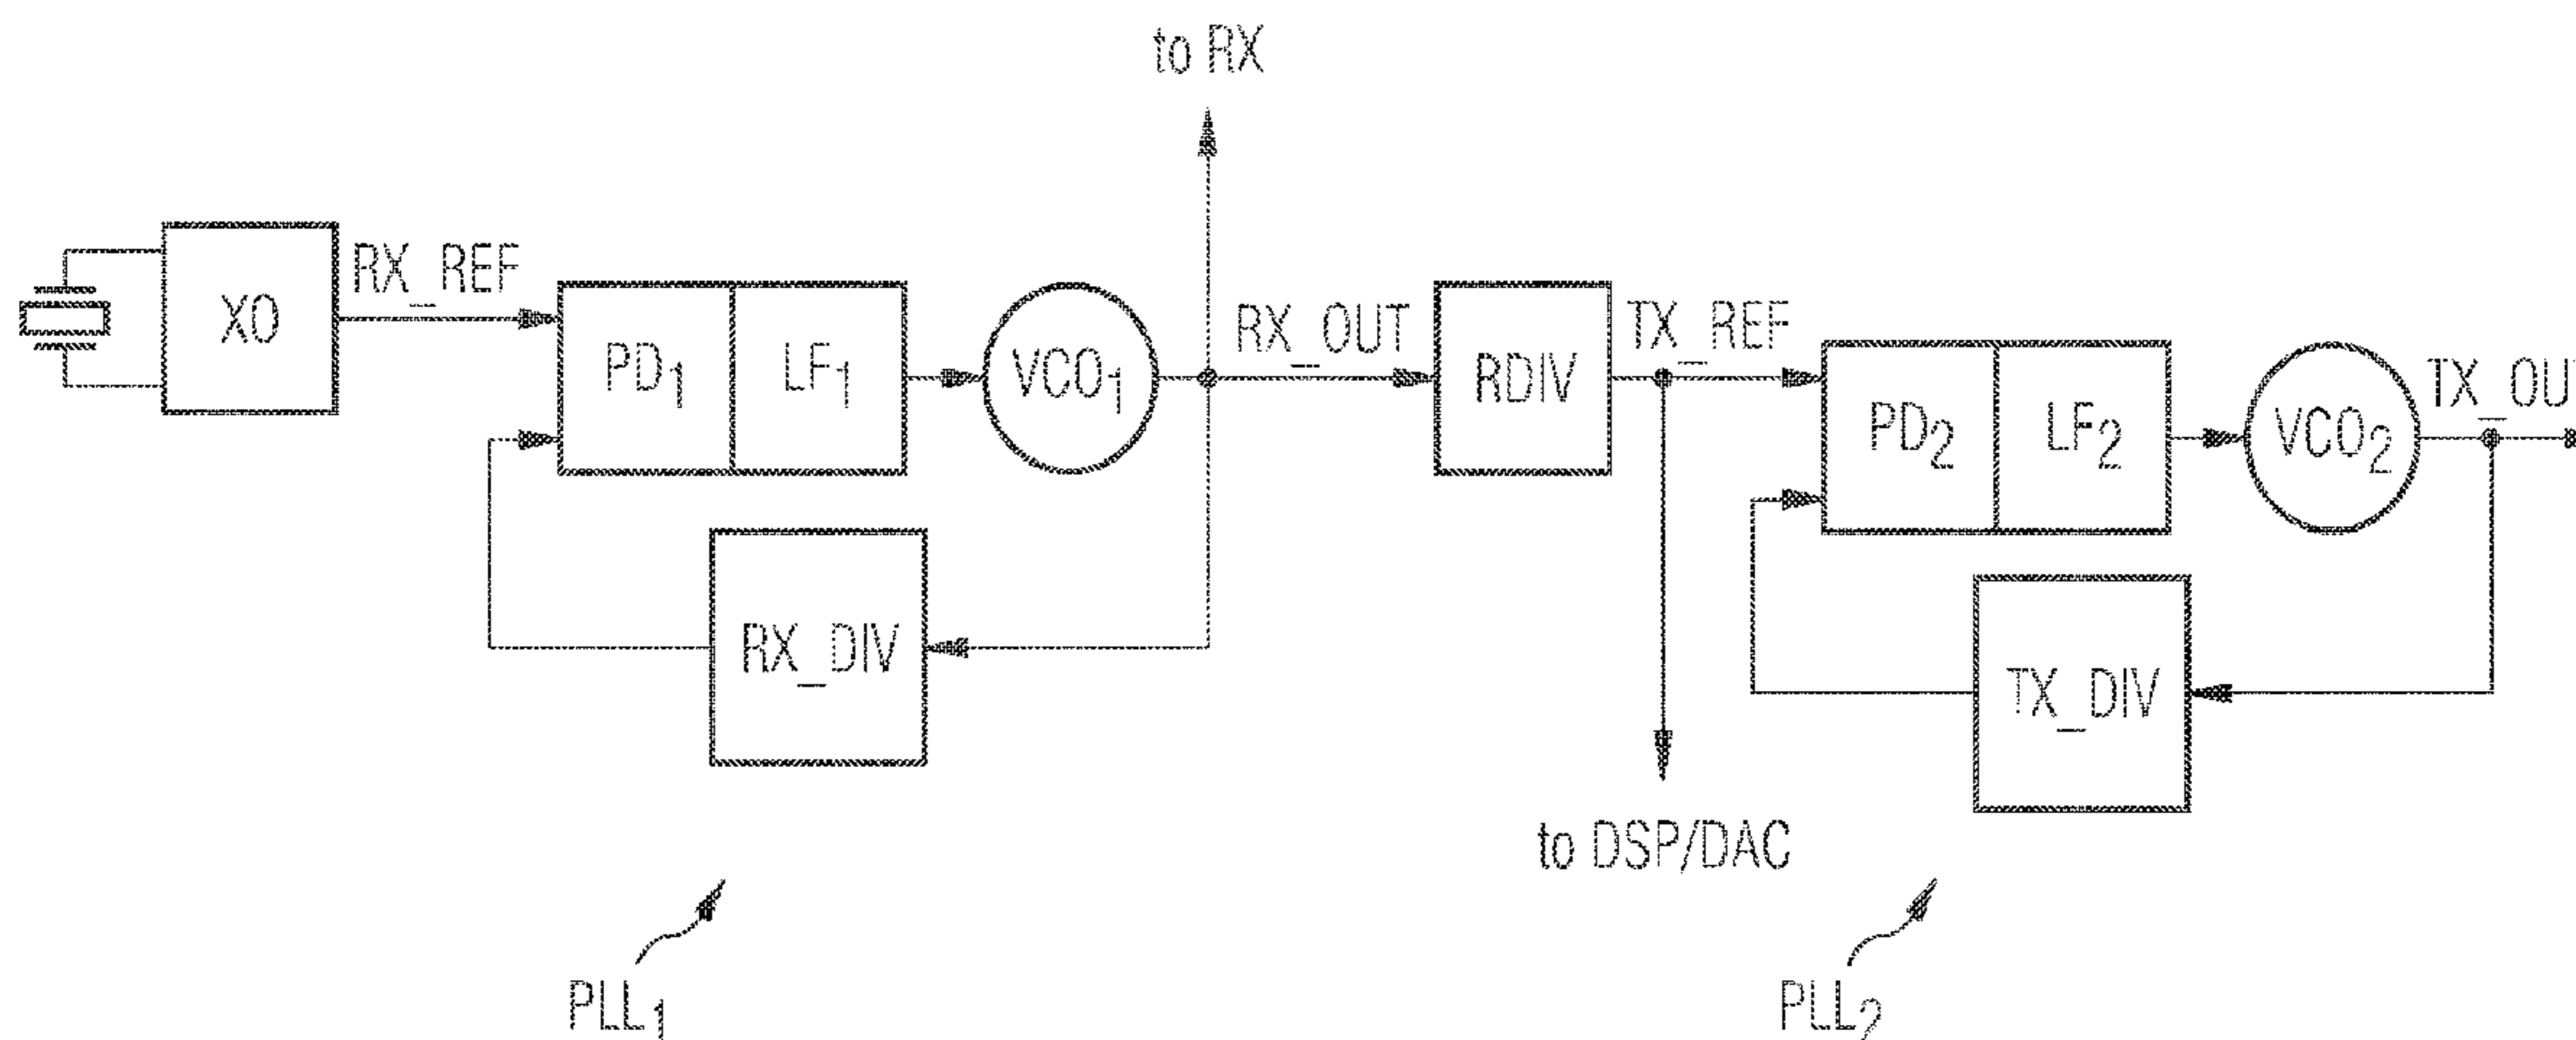 to RX
RX_REF
XO
PD1
LF1
VCO1
RX_OUT
RDIV
TX_REF
PD2
LF2
VCO2
TX_OU
RX_DIV
TX_DIV
to DSP/DAC
PLL1
PLL2